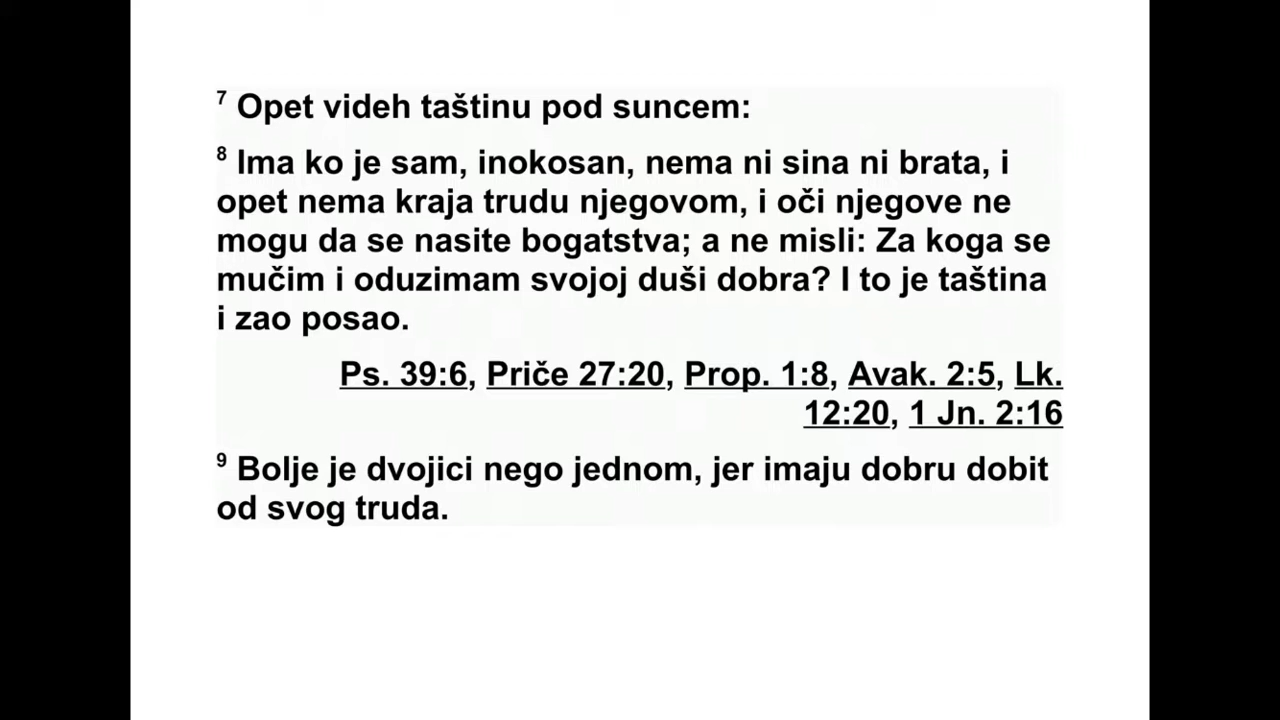 7 Opet videh taštinu pod suncem:
8 Ima ko je sam, inokosan, nema ni sina ni brata, i
opet nema kraja trudu njegovom, i oči njegove ne
mogu da se nasite bogatstva; a ne misli: Za koga se
mučim i oduzimam svojoj duši dobra? I to je taština
i zao posao.
Ps. 39:6, Priče 27:20, Prop. 1:8, Avak. 2:5, Lk.
12:20, 1 Jn. 2:16
9 Bolje je dvojici nego jednom, jer imaju dobru dobit
od svog truda.